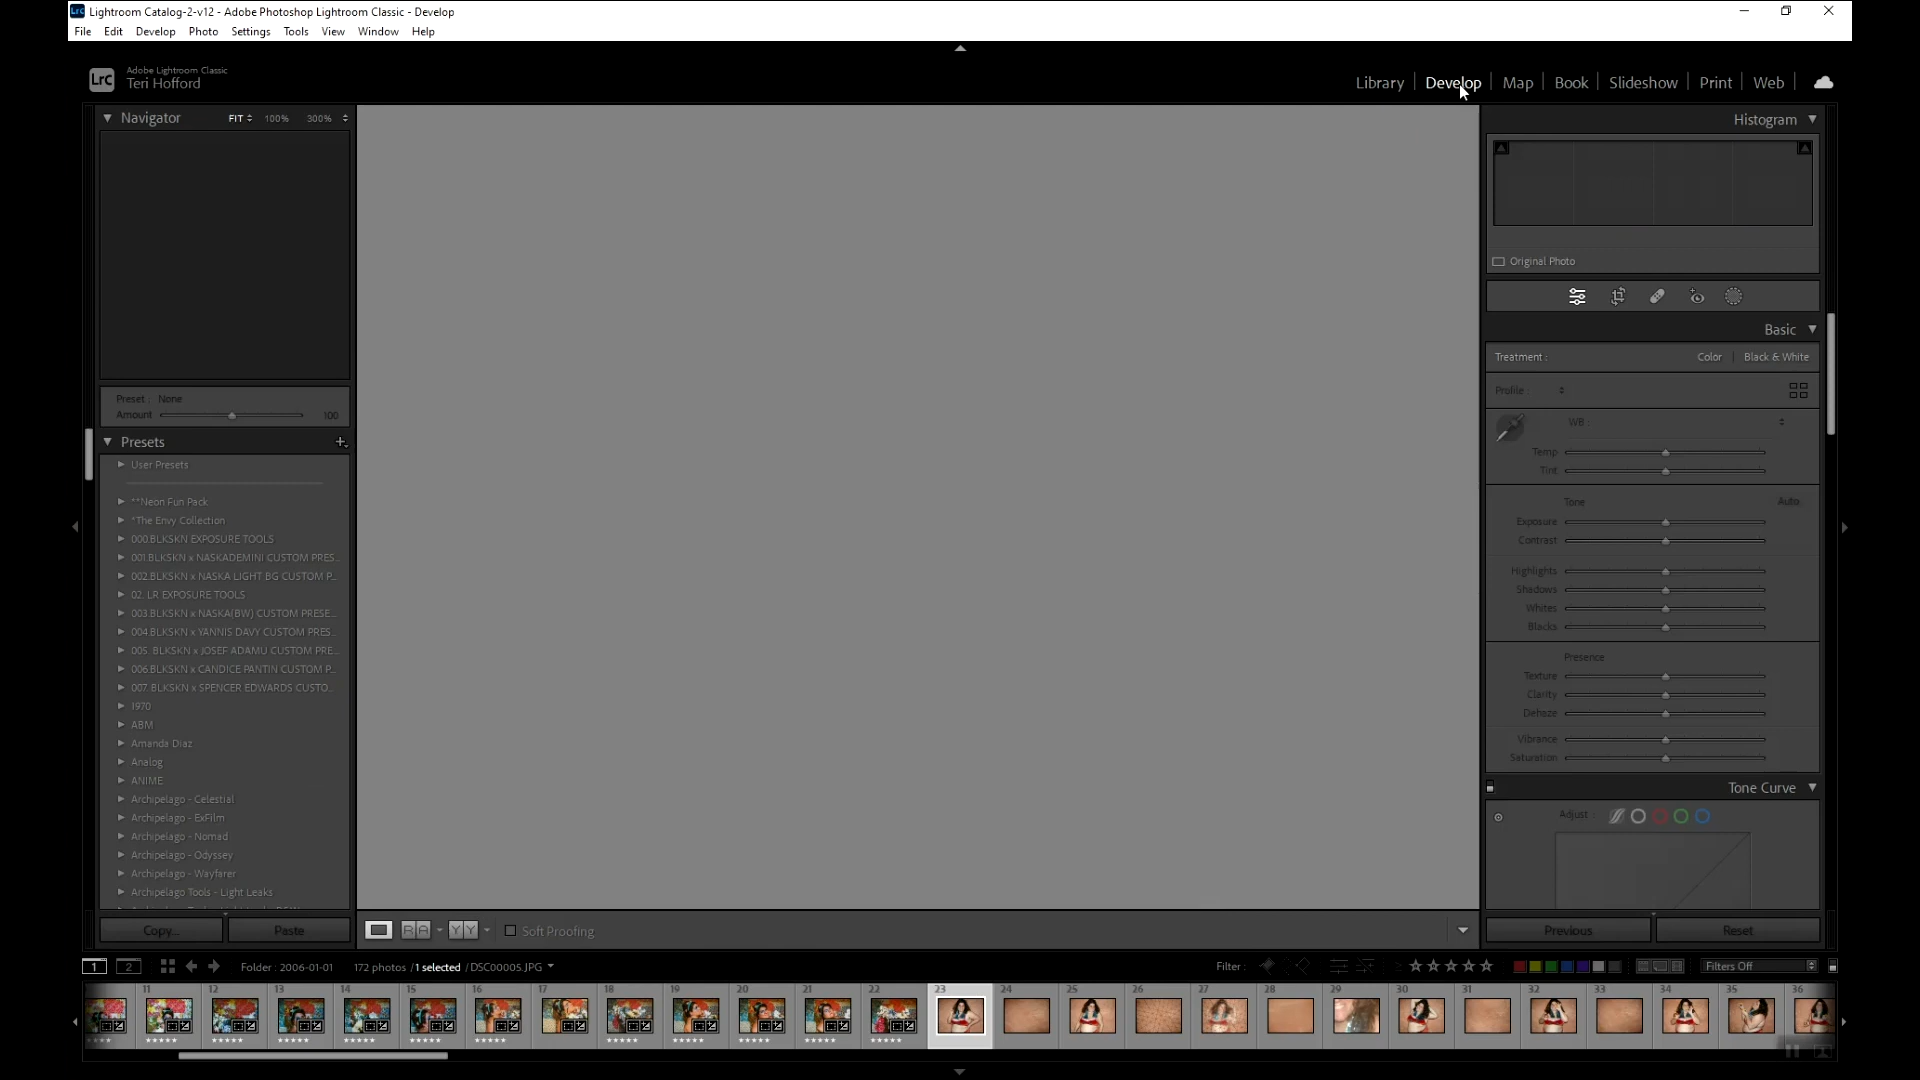 Lrc Lightroom Catalog-2-v12 - Adobe Photoshop Lightroom Classic - Develop
File Edit Develop Photo Settings Tools View Window Help
Lrc Adobe Lightroom Classic
Teri Hofford
Library | Develop | Map | Book | Slideshow | Print | Web |
Navigator FIT 100% 300%
Histogram
Original Photo
Basic
Treatment : Color | Black & White
Profile :
WB :
Temp
Tint
Tone Auto
Exposure
Contrast
Highlights
Shadows
Whites
Blacks
Presence
Texture
Clarity
Dehaze
Vibrance
Saturation
Tone Curve
Adjust :
Preset : None
Amount 100
Presets
User Presets
**Neon Fun Pack
*The Envy Collection
000.BLKSKN EXPOSURE TOOLS
001.BLKSKN x NASKADEMINI CUSTOM PRES...
002.BLKSKN x NASKA LIGHT BG CUSTOM P...
02. LR EXPOSURE TOOLS
003.BLKSKN x NASKA(BW) CUSTOM PRESE...
004.BLKSKN x YANNIS DAVY CUSTOM PRES...
005. BLKSKN x JOSEF ADAMU CUSTOM PRE...
006.BLKSKN x CANDICE PANTIN CUSTOM P...
007. BLKSKN x SPENCER EDWARDS CUSTO...
1970
ABM
Amanda Diaz
Analog
ANIME
Archipelago - Celestial
Archipelago - ExFilm
Archipelago - Nomad
Archipelago - Odyssey
Archipelago - Wayfarer
Archipelago Tools - Light Leaks
Copy... Paste
R A Y Y Soft Proofing
Previous Reset
1 2 Folder : 2006-01-01 172 photos / 1 selected / DSC00005.JPG Filter : Filters Off
11 12 13 14 15 16 17 18 19 20 21 22 23 24 25 26 27 28 29 30 31 32 33 34 35 36